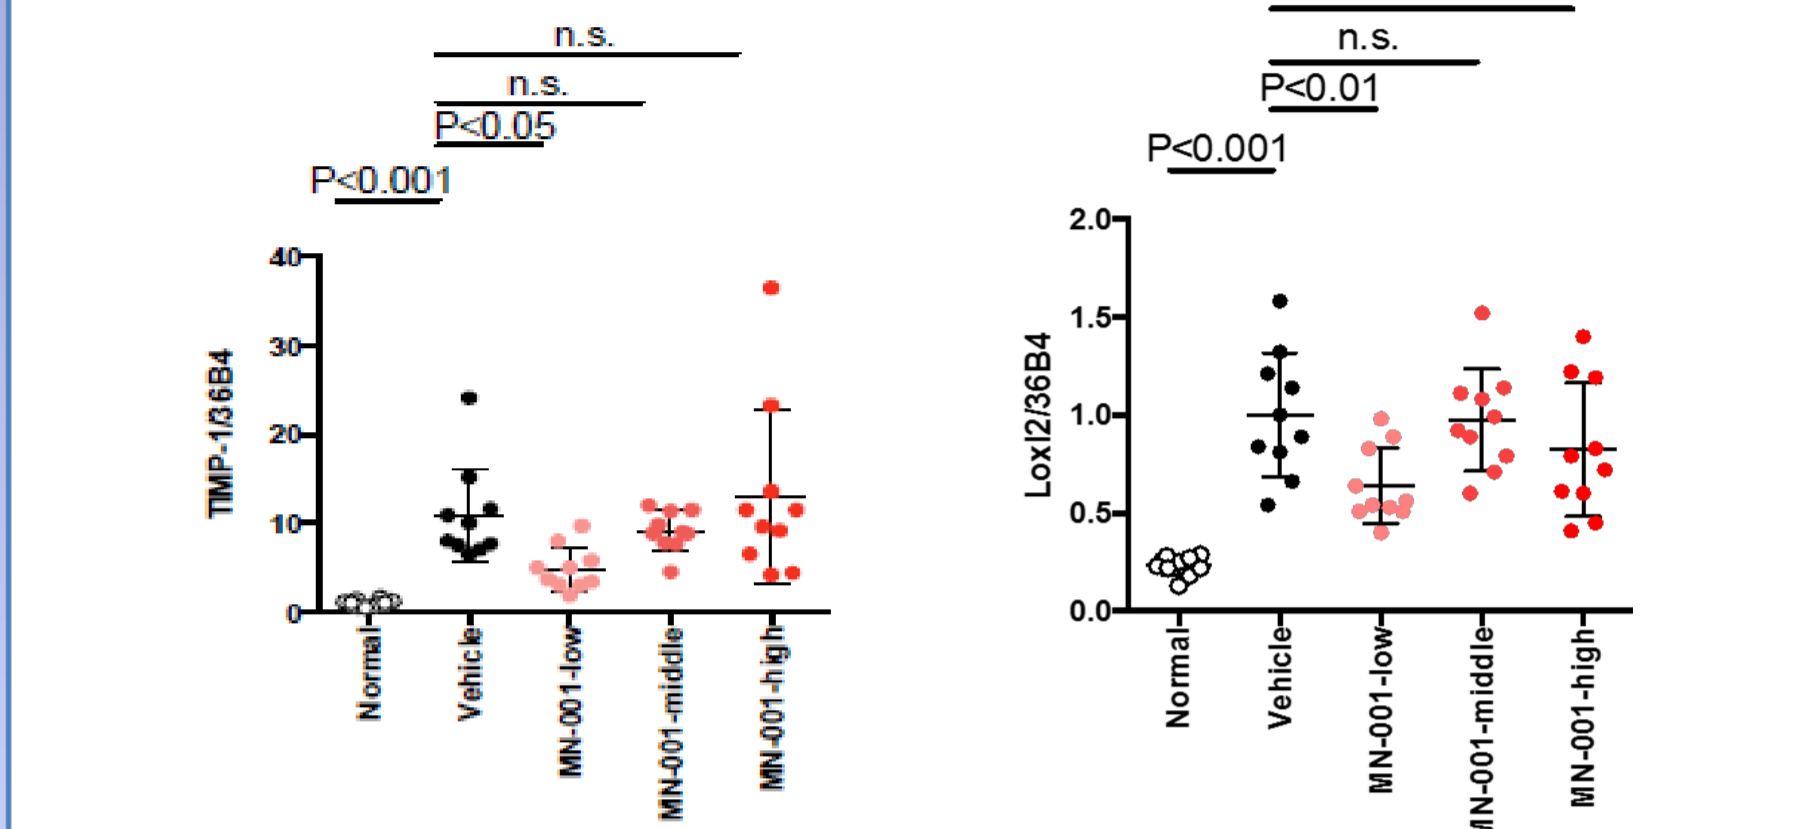 n.s.
n.s.
P<0.05
P<0.001
40
30
20
10
0
TIMP-1/36B4
Normal
Vehicle
MN-001-low
MN-001-middle
MN-001-high
n.s.
P<0.01
P<0.001
2.0
1.5
1.0
0.5
0.0
Loxl2/36B4
Normal
Vehicle
MN-001-low
MN-001-middle
MN-001-high